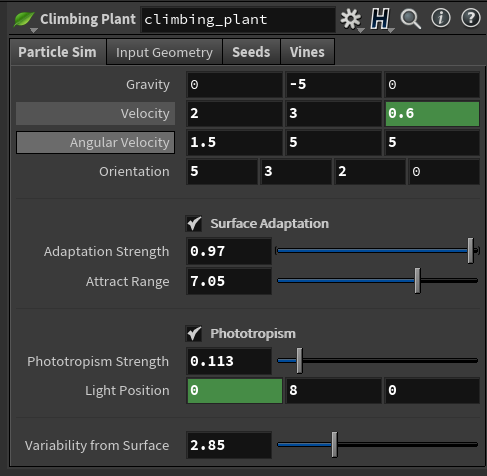 Climbing Plant climbing_plant
Particle Sim Input Geometry Seeds Vines
Gravity 0 -5 0
Velocity 2 3 0.6
Angular Velocity 1.5 5 5
Orientation 5 3 2 0
Surface Adaptation
Adaptation Strength 0.97
Attract Range 7.05
Phototropism
Phototropism Strength 0.113
Light Position 0 8 0
Variability from Surface 2.85